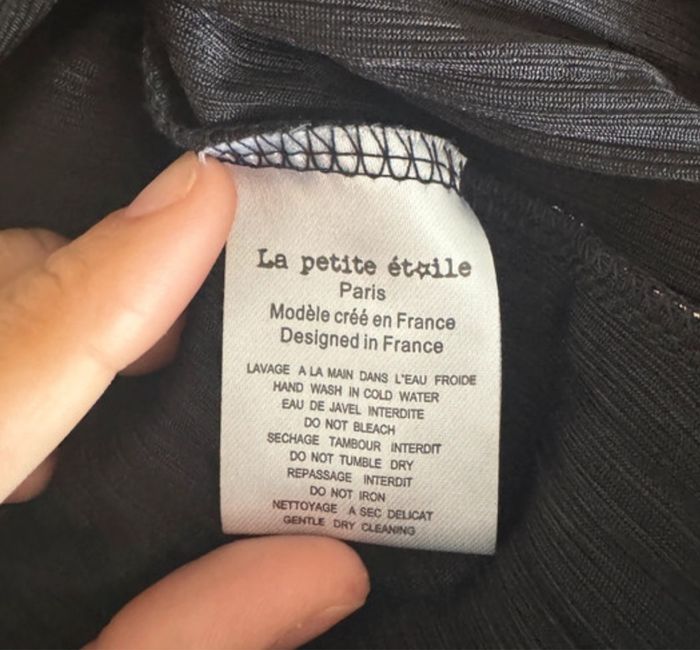 La petite étoile
Paris
Modèle créé en France
Designed in France
LAVAGE A LA MAIN DANS L'EAU FROIDE
HAND WASH IN COLD WATER
EAU DE JAVEL INTERDITE
DO NOT BLEACH
SECHAGE TAMBOUR INTERDIT
DO NOT TUMBLE DRY
REPASSAGE INTERDIT
DO NOT IRON
NETTOYAGE A SEC DELICAT
GENTLE DRY CLEANING